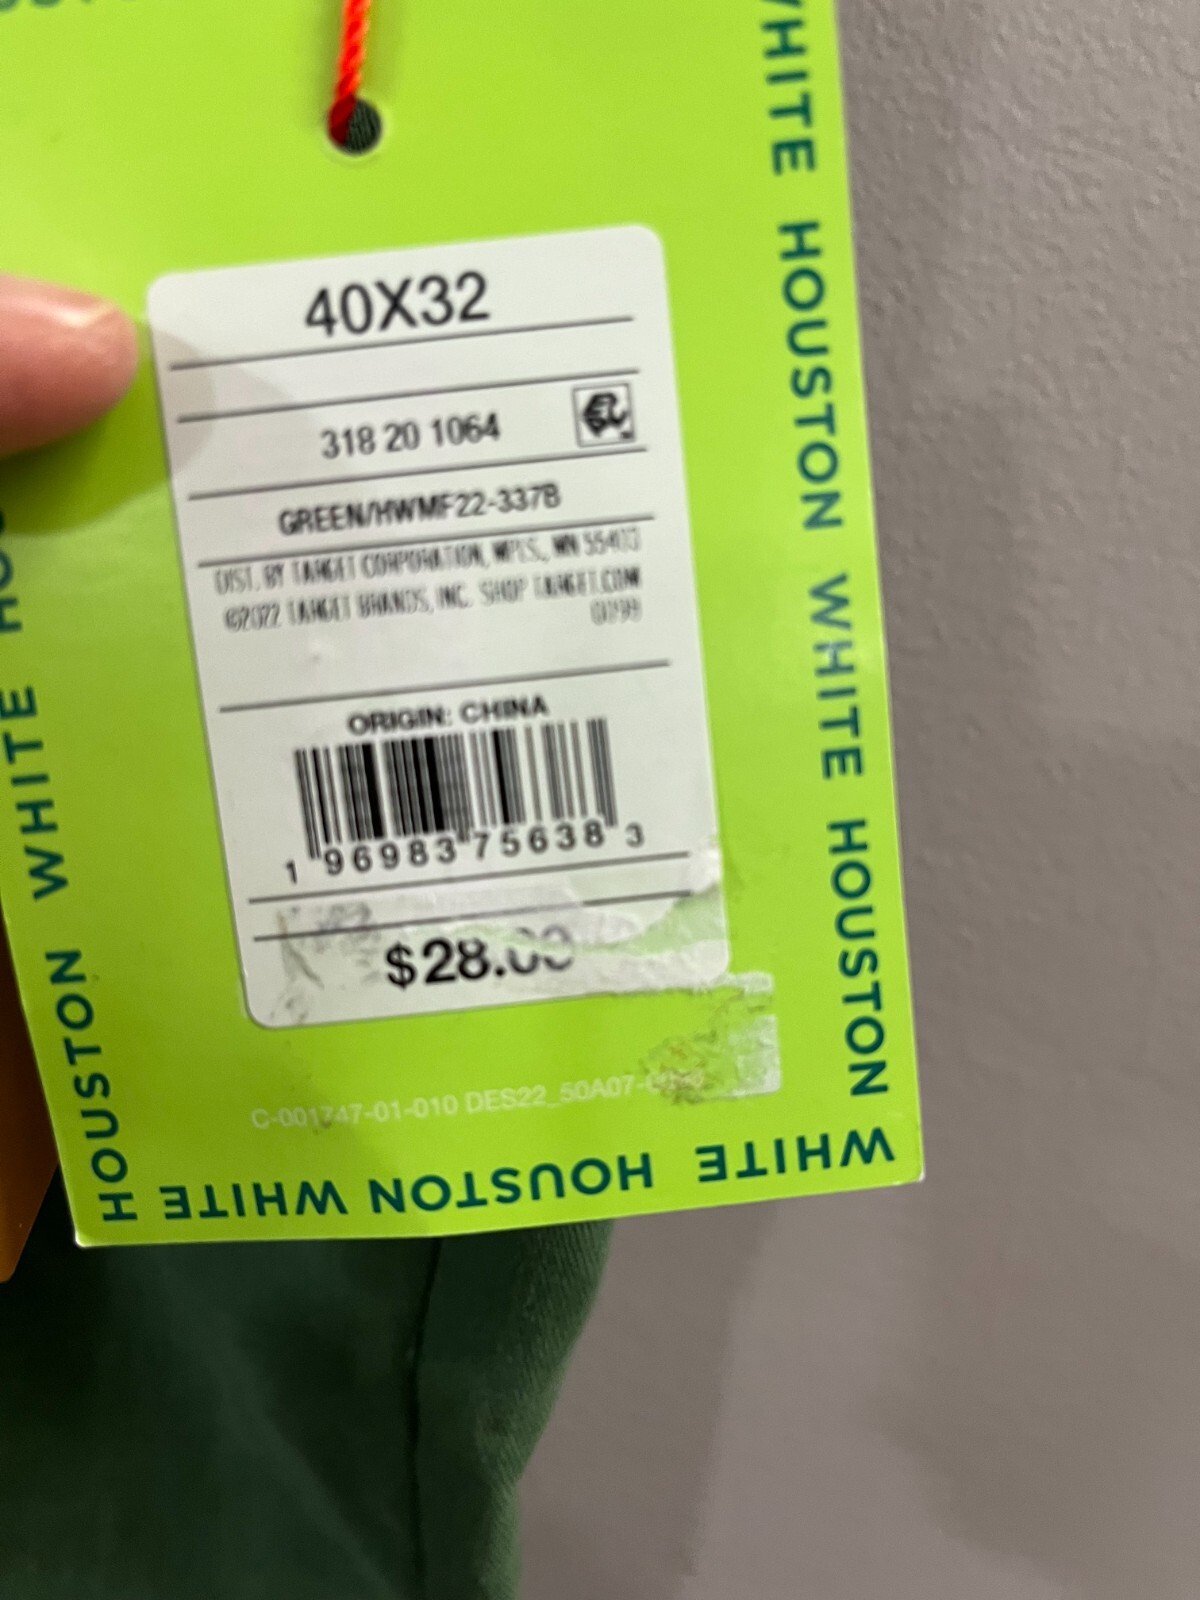 40X32
318 20 1064
GREEN/HWMF22-337B
DIST. BY TARGET CORPORATION, MPLS., MN 55403
©2022 TARGET BRANDS, INC. SHOP TARGET.COM
ORIGIN: CHINA
1 96983 75638 3
$28.00
C-001747-01-010 DES22_50A07-
WHITE HOUSTON WHITE HOUSTON
WHITE HOUSTON WHITE
HOUSTON WHITE